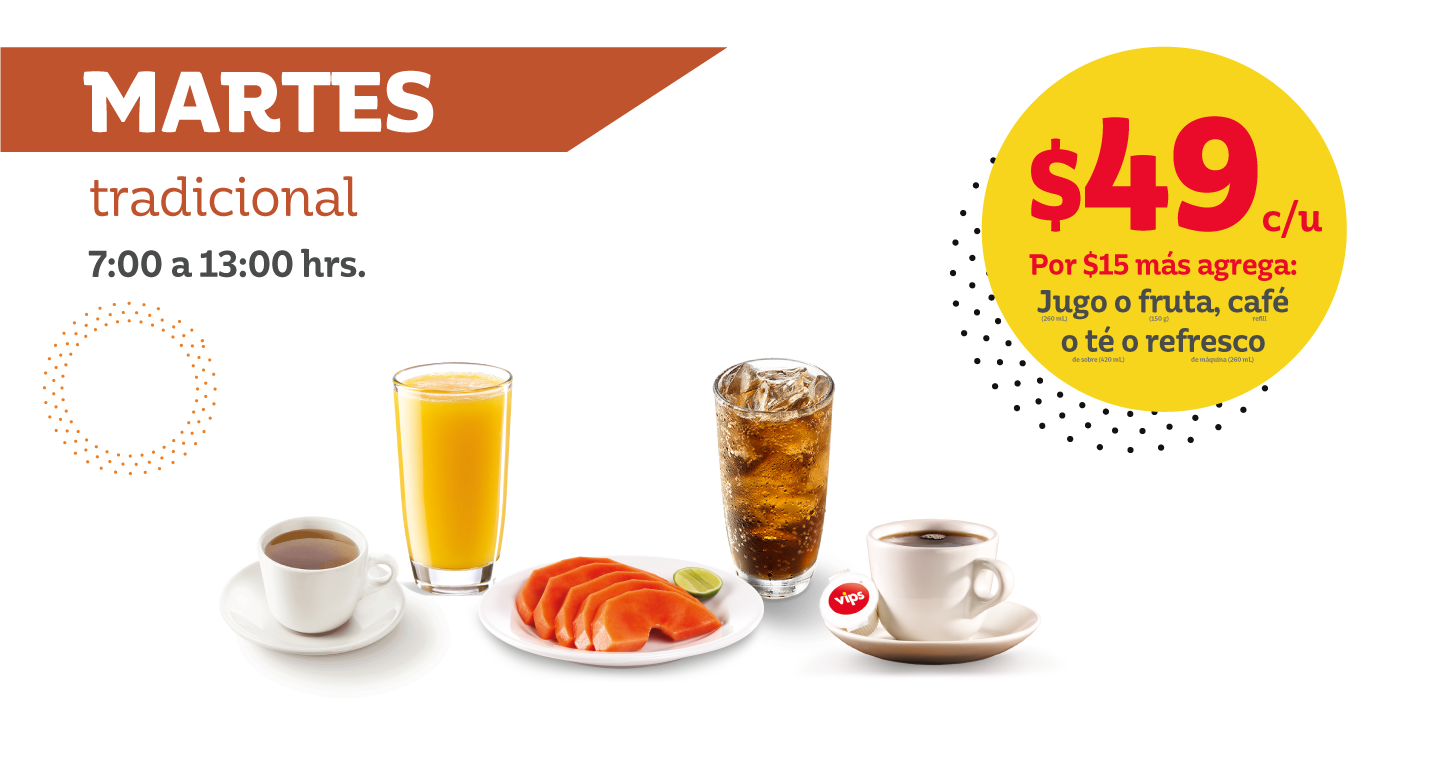 MARTES
tradicional
7:00 a 13:00 hrs.
$49 c/u
Por $15 más agrega:
Jugo o fruta, café
(260 mL) (150 g) refill
o té o refresco
de sobre (420 mL) de máquina (260 mL)
vips